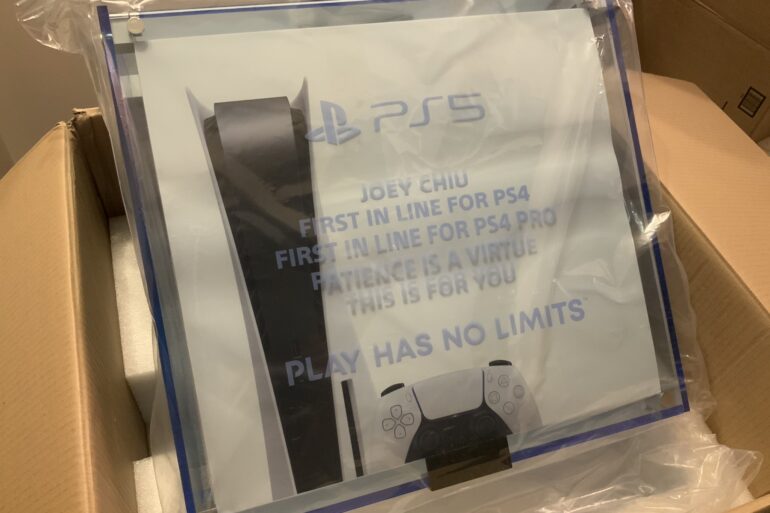 PS5
JOEY CHIU
FIRST IN LINE FOR PS4
FIRST IN LINE FOR PS4 PRO
PATIENCE IS A VIRTUE
THIS IS FOR YOU
PLAY HAS NO LIMITS